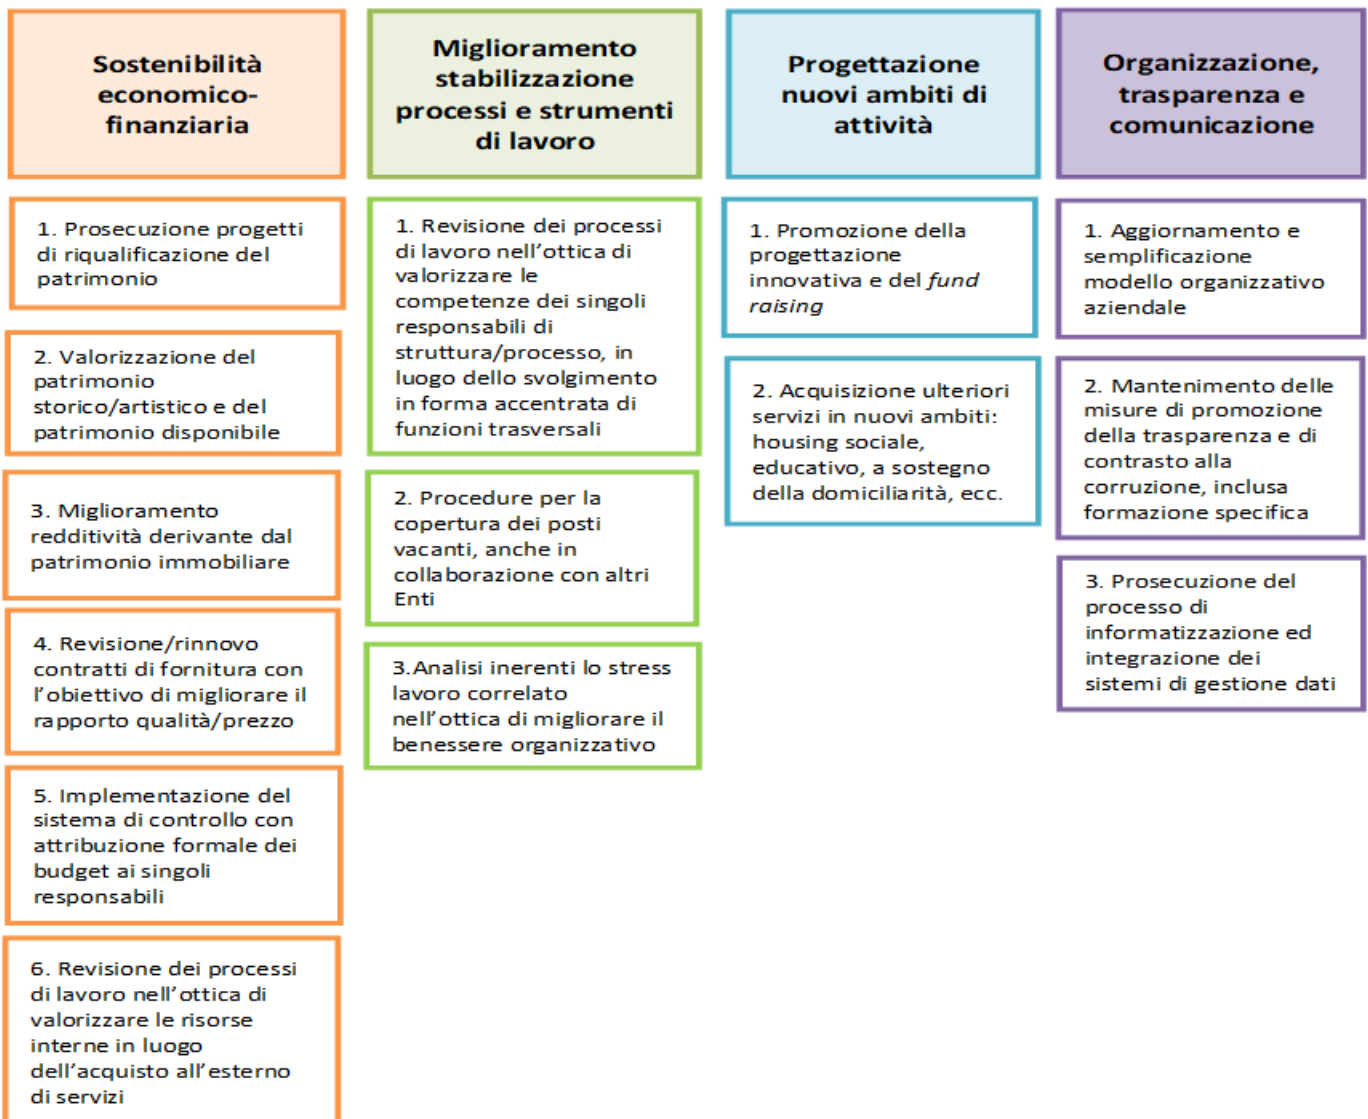 Sostenibilità
economico-
finanziaria
1. Prosecuzione progetti
di riqualificazione del
patrimonio
2. Valorizzazione del
patrimonio
storico/artistico e del
patrimonio disponibile
3. Miglioramento
redditività derivante dal
patrimonio immobiliare
4. Revisione/rinnovo
contratti di fornitura con
l’obiettivo di migliorare il
rapporto qualità/prezzo
5. Implementazione del
sistema di controllo con
attribuzione formale dei
budget ai singoli
responsabili
6. Revisione dei processi
di lavoro nell’ottica di
valorizzare le risorse
interne in luogo
dell’acquisto all’esterno
di servizi
Miglioramento
stabilizzazione
processi e strumenti
di lavoro
1. Revisione dei processi
di lavoro nell’ottica di
valorizzare le
competenze dei singoli
responsabili di
struttura/processo, in
luogo dello svolgimento
in forma accentrata di
funzioni trasversali
2. Procedure per la
copertura dei posti
vacanti, anche in
collaborazione con altri
Enti
3.Analisi inerenti lo stress
lavoro correlato
nell’ottica di migliorare il
benessere organizzativo
Progettazione
nuovi ambiti di
attività
1. Promozione della
progettazione
innovativa e del fund
raising
2. Acquisizione ulteriori
servizi in nuovi ambiti:
housing sociale,
educativo, a sostegno
della domiciliarità, ecc.
Organizzazione,
trasparenza e
comunicazione
1. Aggiornamento e
semplificazione
modello organizzativo
aziendale
2. Mantenimento delle
misure di promozione
della trasparenza e di
contrasto alla
corruzione, inclusa
formazione specifica
3. Prosecuzione del
processo di
informatizzazione ed
integrazione dei
sistemi di gestione dati